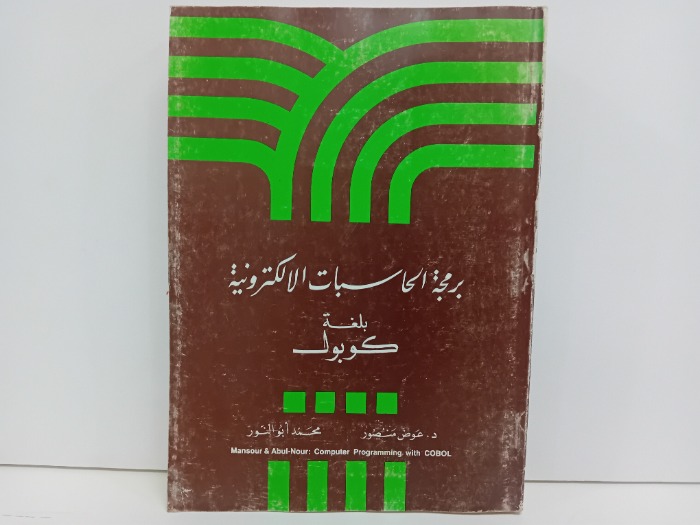 برمجة الحاسبات الالكترونية
بلغة
كوبول
د. عوض منصور محمد أبو النور
Mansour & Abul-Nour: Computer Programming with COBOL